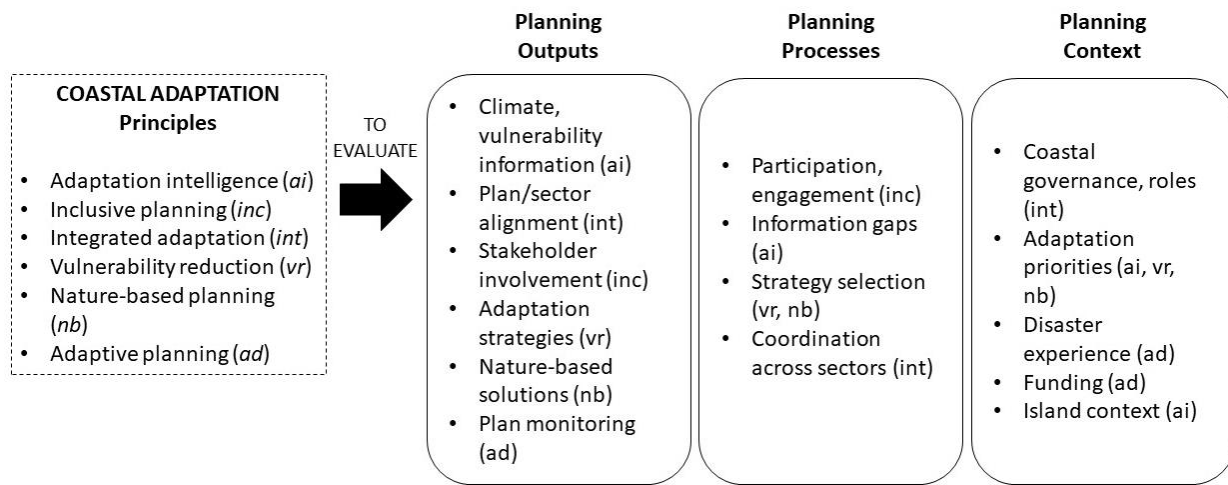 COASTAL ADAPTATION
Principles
• Adaptation intelligence (ai)
• Inclusive planning (inc)
• Integrated adaptation (int)
• Vulnerability reduction (vr)
• Nature-based planning
(nb)
• Adaptive planning (ad)
TO
EVALUATE
Planning
Outputs
• Climate,
vulnerability
information (ai)
• Plan/sector
alignment (int)
• Stakeholder
involvement (inc)
• Adaptation
strategies (vr)
• Nature-based
solutions (nb)
• Plan monitoring
(ad)
Planning
Processes
• Participation,
engagement (inc)
• Information gaps
(ai)
• Strategy selection
(vr, nb)
• Coordination
across sectors (int)
Planning
Context
• Coastal
governance, roles
(int)
• Adaptation
priorities (ai, vr,
nb)
• Disaster
experience (ad)
• Funding (ad)
• Island context (ai)